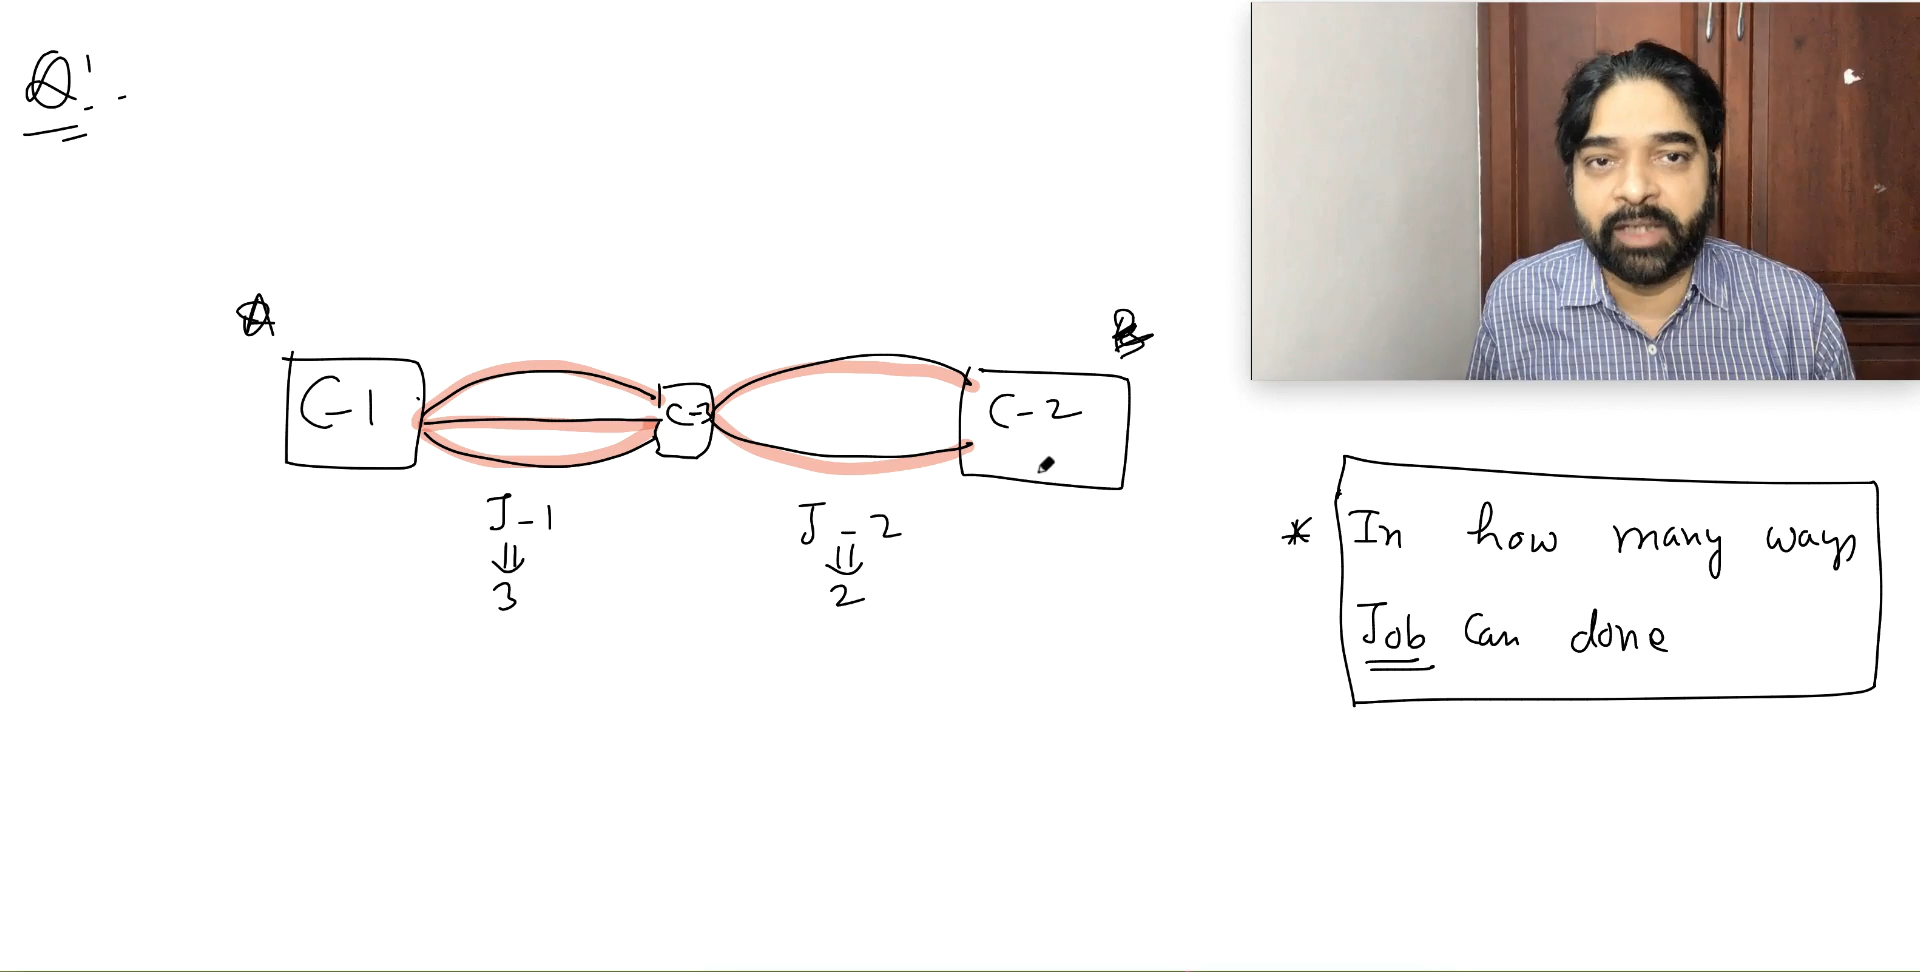 Q:-
C-1
C-3
C-2
J-1
⇓
3
J-2
⇓
2
* In how many ways
Job can done